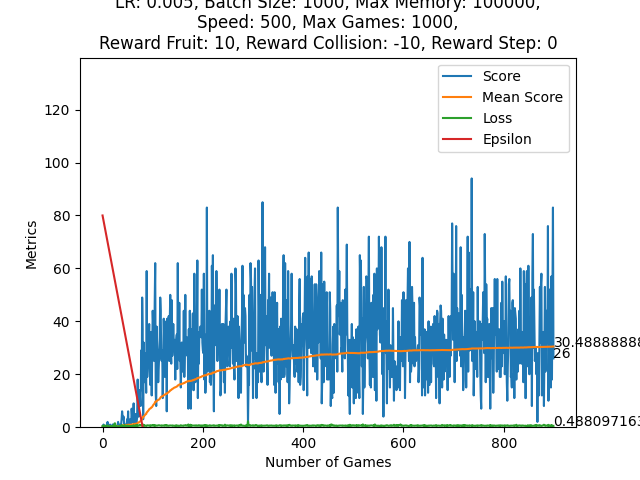 LR: 0.005, Batch Size: 1000, Max Memory: 100000,
Speed: 500, Max Games: 1000,
Reward Fruit: 10, Reward Collision: -10, Reward Step: 0
Score
Mean Score
Loss
Epsilon
120
100
80
60
40
20
0
Metrics
30.48888888
26
0.488097163
0 200 400 600 800
Number of Games